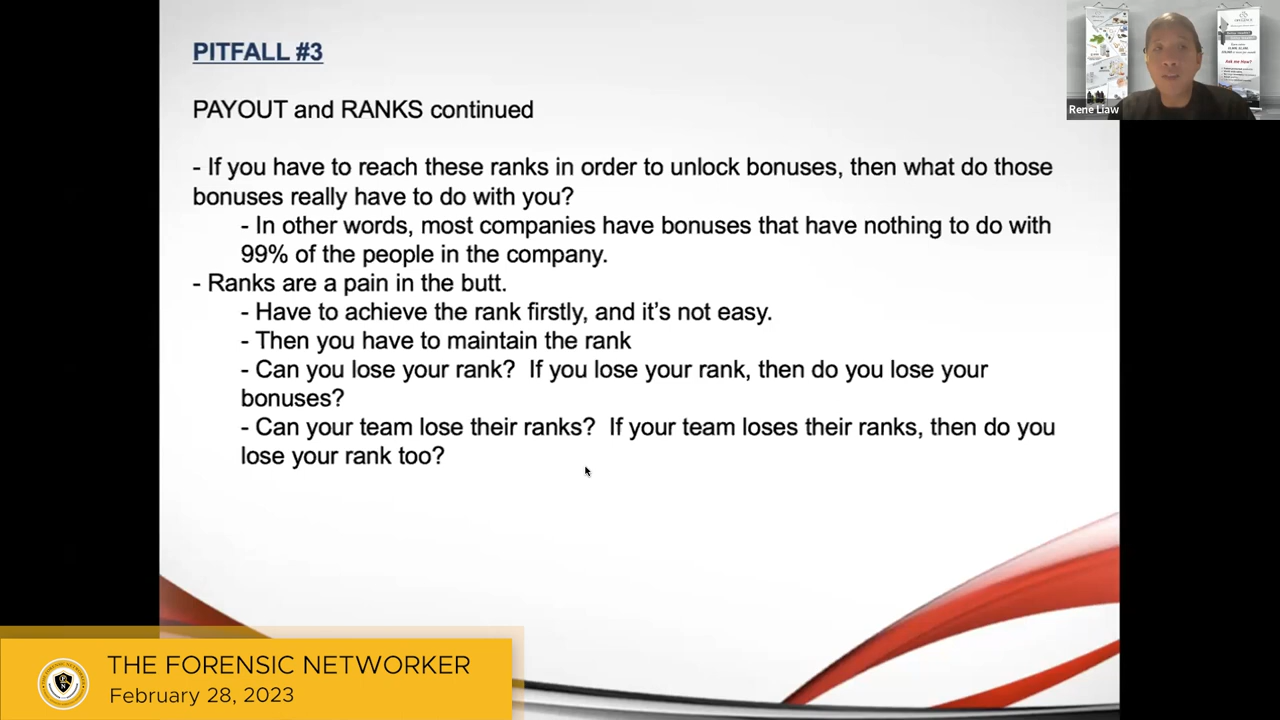 PITFALL #3
PAYOUT and RANKS continued
- If you have to reach these ranks in order to unlock bonuses, then what do those
bonuses really have to do with you?
- In other words, most companies have bonuses that have nothing to do with
99% of the people in the company.
- Ranks are a pain in the butt.
- Have to achieve the rank firstly, and it's not easy.
- Then you have to maintain the rank
- Can you lose your rank?  If you lose your rank, then do you lose your
bonuses?
- Can your team lose their ranks?  If your team loses their ranks, then do you
lose your rank too?
Ask me How?
Rene Liaw
THE FORENSIC NETWORKER
February 28, 2023